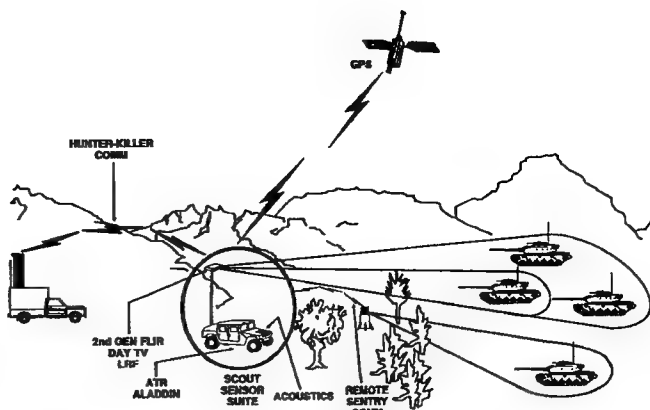 GPS
HUNTER-KILLER
COMM
2nd GEN FLIR
DAY TV
LRF
ATR
ALADDIN
SCOUT
SENSOR
SUITE
ACOUSTICS
REMOTE
SENTRY